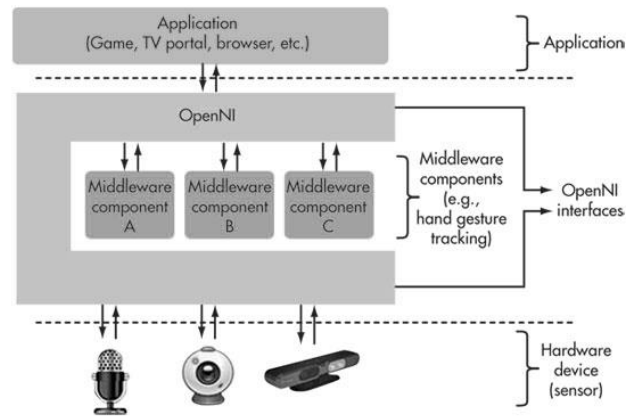 Application
(Game, TV portal, browser, etc.)
Application
OpenNI
Middleware
component
A
Middleware
component
B
Middleware
component
C
Middleware
components
(e.g.,
hand gesture
tracking)
OpenNI
interfaces
Hardware
device
(sensor)